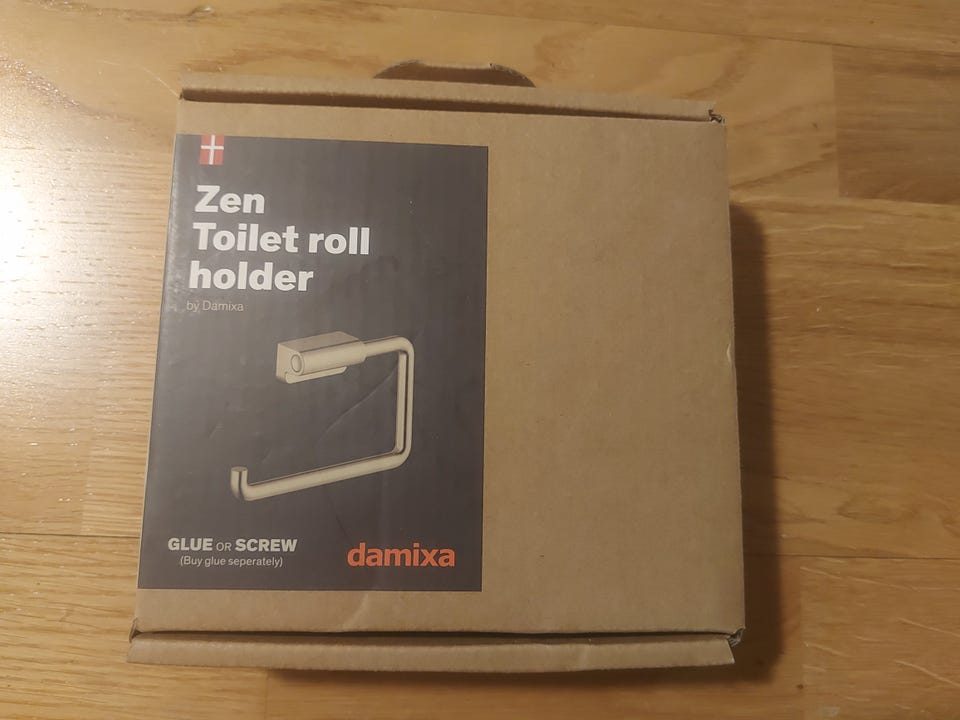 Zen
Toilet roll
holder
by Damixa
GLUE OR SCREW
(Buy glue seperately)
damixa